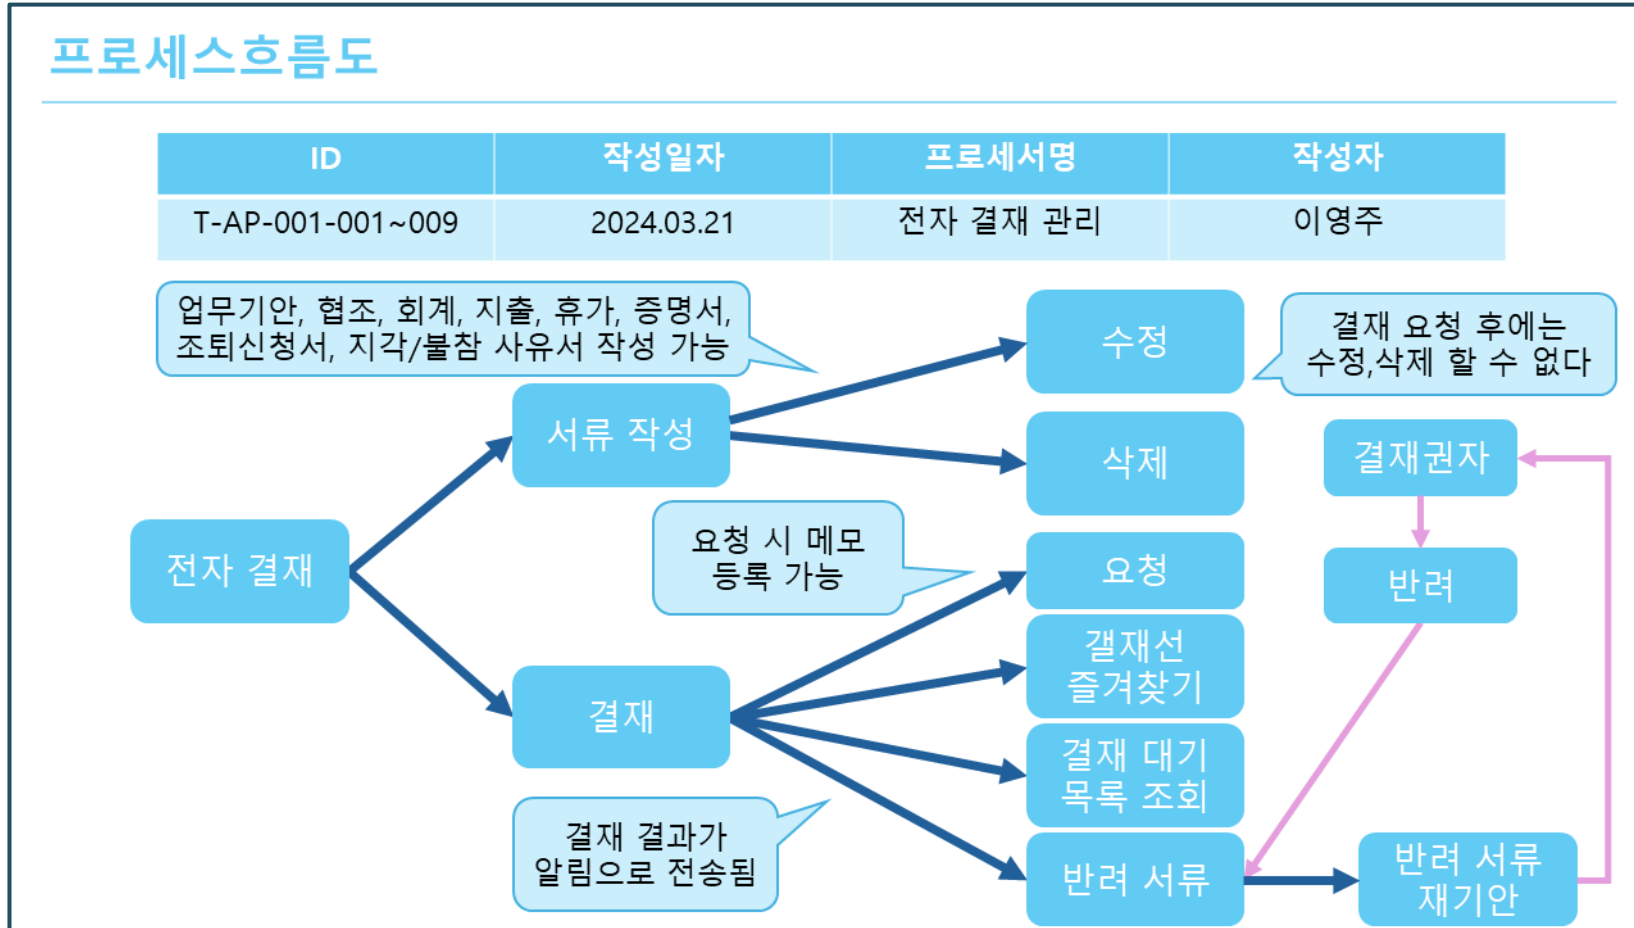 프로세스흐름도
ID 작성일자 프로세서명 작성자
T-AP-001-001~009 2024.03.21 전자 결재 관리 이영주
업무기안, 협조, 회계, 지출, 휴가, 증명서,
조퇴신청서, 지각/불참 사유서 작성 가능
수정
결재 요청 후에는
수정,삭제 할 수 없다
서류 작성
삭제
결재권자
요청 시 메모
등록 가능
전자 결재
요청
반려
갤재선
즐겨찾기
결재
결재 대기
목록 조회
결재 결과가
알림으로 전송됨
반려 서류
반려 서류
재기안